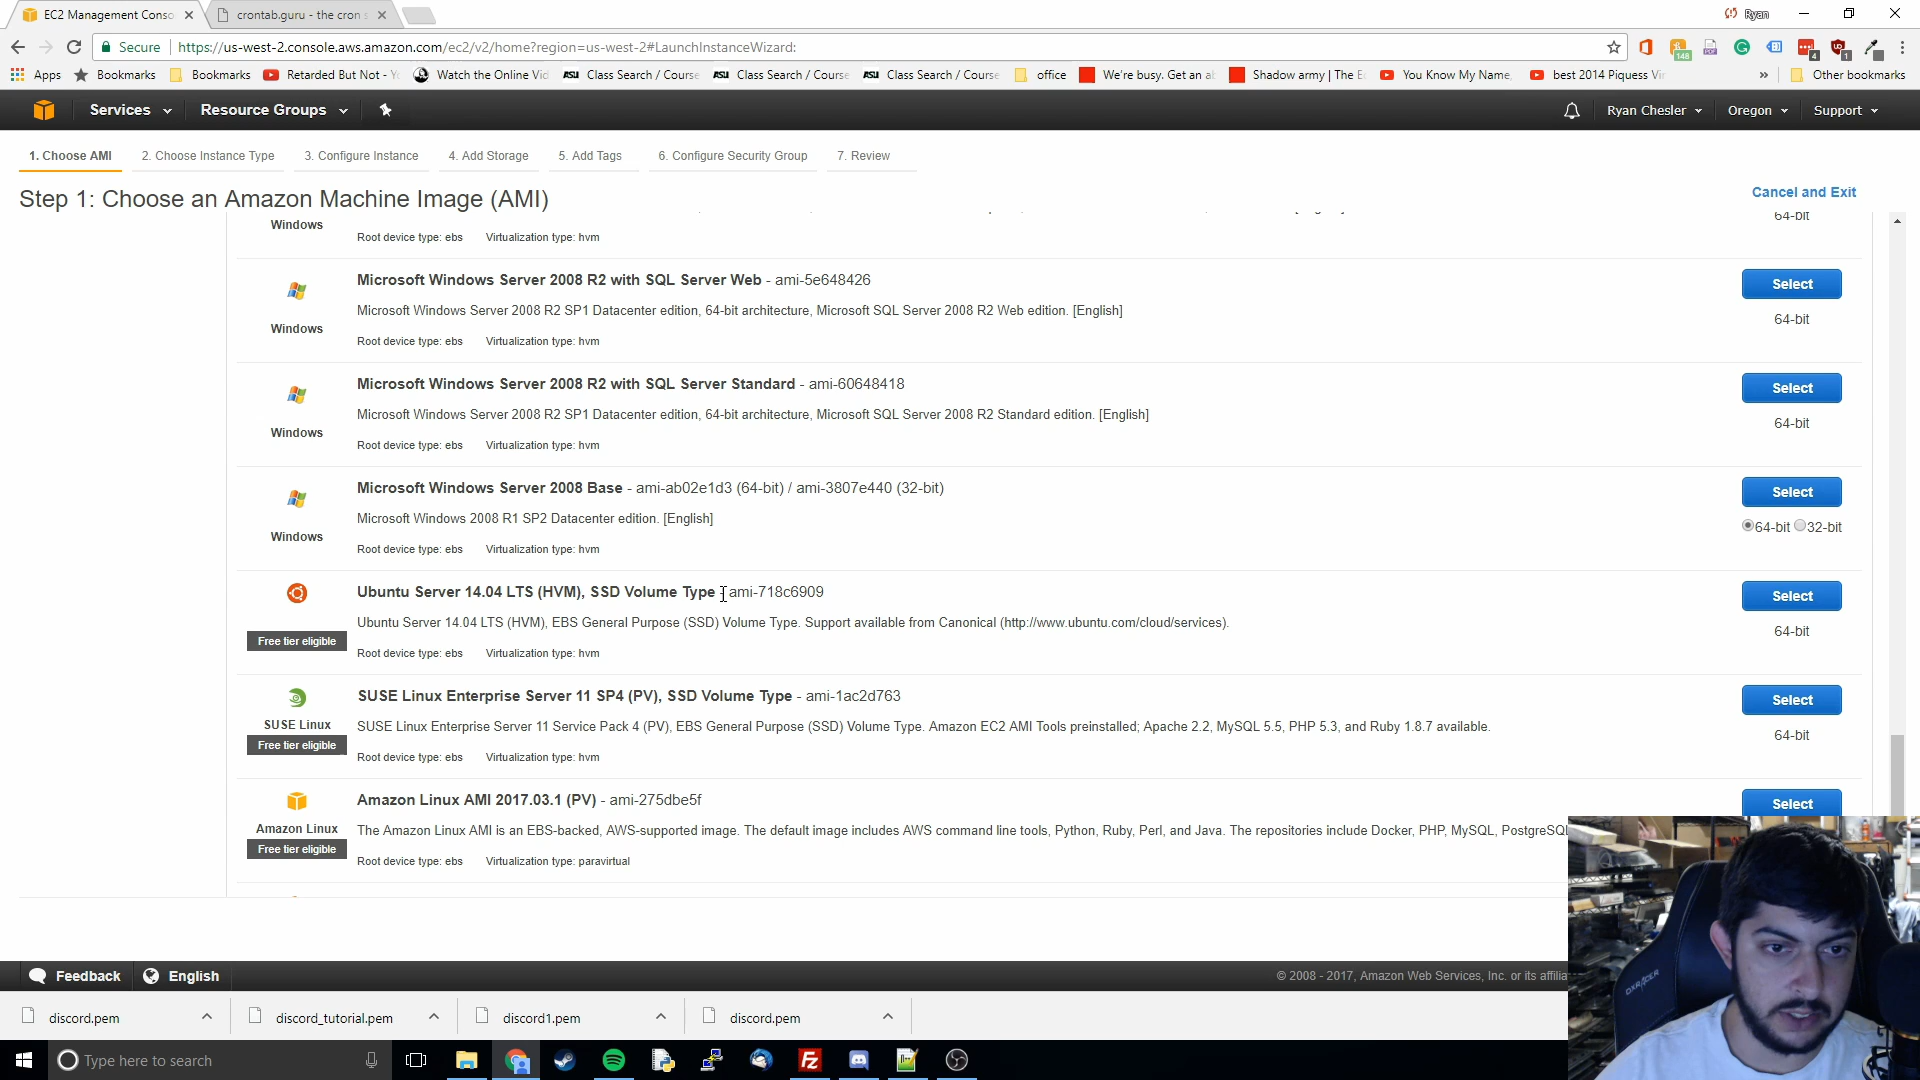 EC2 Management Conso
crontab.guru - the cron s
Ryan
Secure
https://us-west-2.console.aws.amazon.com/ec2/v2/home?region=us-west-2#LaunchInstanceWizard:
148
4
1
Apps
Bookmarks
Bookmarks
Retarded But Not - Y
Watch the Online Vid
ASU Class Search / Course
ASU Class Search / Course
ASU Class Search / Course
office
We're busy. Get an a
Shadow army | The E
You Know My Name
best 2014 Piquess Vi
»
Other bookmarks
Services
Resource Groups
Ryan Chesler
Oregon
Support
1. Choose AMI
2. Choose Instance Type
3. Configure Instance
4. Add Storage
5. Add Tags
6. Configure Security Group
7. Review
Step 1: Choose an Amazon Machine Image (AMI)
Cancel and Exit
Windows
64-bit
Root device type: ebs Virtualization type: hvm
Microsoft Windows Server 2008 R2 with SQL Server Web - ami-5e648426
Select
Microsoft Windows Server 2008 R2 SP1 Datacenter edition, 64-bit architecture, Microsoft SQL Server 2008 R2 Web edition. [English]
Windows
64-bit
Root device type: ebs Virtualization type: hvm
Microsoft Windows Server 2008 R2 with SQL Server Standard - ami-60648418
Select
Microsoft Windows Server 2008 R2 SP1 Datacenter edition, 64-bit architecture, Microsoft SQL Server 2008 R2 Standard edition. [English]
Windows
64-bit
Root device type: ebs Virtualization type: hvm
Microsoft Windows Server 2008 Base - ami-ab02e1d3 (64-bit) / ami-3807e440 (32-bit)
Select
Microsoft Windows 2008 R1 SP2 Datacenter edition. [English]
Windows
64-bit 32-bit
Root device type: ebs Virtualization type: hvm
Ubuntu Server 14.04 LTS (HVM), SSD Volume Type - ami-718c6909
Select
Ubuntu Server 14.04 LTS (HVM), EBS General Purpose (SSD) Volume Type. Support available from Canonical (http://www.ubuntu.com/cloud/services).
Free tier eligible
64-bit
Root device type: ebs Virtualization type: hvm
SUSE Linux Enterprise Server 11 SP4 (PV), SSD Volume Type - ami-1ac2d763
Select
SUSE Linux
SUSE Linux Enterprise Server 11 Service Pack 4 (PV), EBS General Purpose (SSD) Volume Type. Amazon EC2 AMI Tools preinstalled; Apache 2.2, MySQL 5.5, PHP 5.3, and Ruby 1.8.7 available.
Free tier eligible
64-bit
Root device type: ebs Virtualization type: hvm
Amazon Linux AMI 2017.03.1 (PV) - ami-275dbe5f
Select
Amazon Linux
The Amazon Linux AMI is an EBS-backed, AWS-supported image. The default image includes AWS command line tools, Python, Ruby, Perl, and Java. The repositories include Docker, PHP, MySQL, PostgreSQL
Free tier eligible
Root device type: ebs Virtualization type: paravirtual
DXRACER
Feedback
English
© 2008 - 2017, Amazon Web Services, Inc. or its affilia
discord.pem
discord_tutorial.pem
discord1.pem
discord.pem
Type here to search